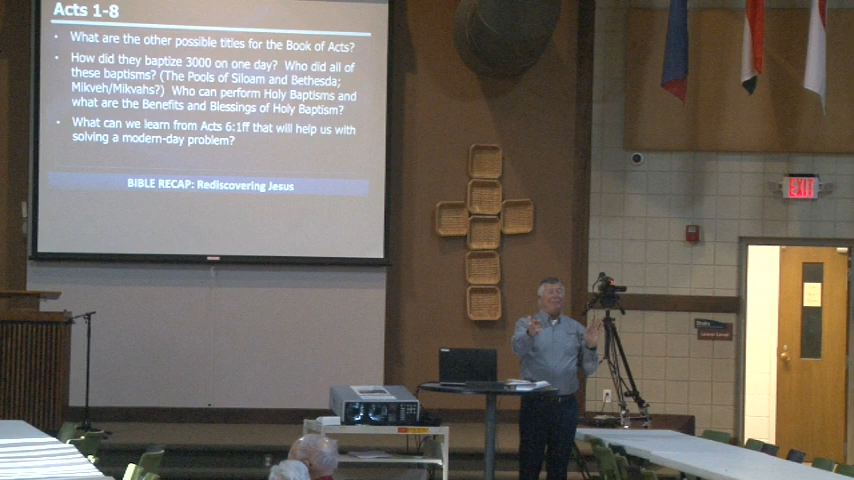 Acts 1-8
• What are the other possible titles for the Book of Acts?
• How did they baptize 3000 on one day? Who did all of
these baptisms? (The Pools of Siloam and Bethesda;
Mikveh/Mikvahs?) Who can perform Holy Baptisms and
what are the Benefits and Blessings of Holy Baptism?
• What can we learn from Acts 6:1ff that will help us with
solving a modern-day problem?
BIBLE RECAP: Rediscovering Jesus
EXIT